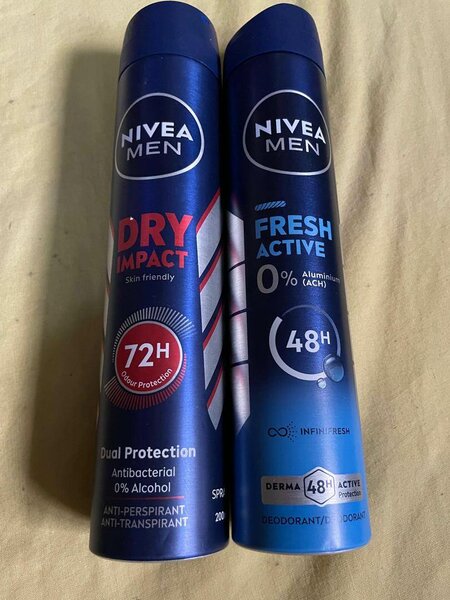 NIVEA
MEN
DRY
IMPACT
Skin friendly
72H
Odour Protection
Dual Protection
Antibacterial
0% Alcohol
ANTI-PERSPIRANT
ANTI-TRANSPIRANT
200
NIVEA
MEN
FRESH
ACTIVE
0% Aluminium
(ACH)
48H
INFINIFRESH
DERMA 48H ACTIVE
Protection
DEODORANT/DEODORANT